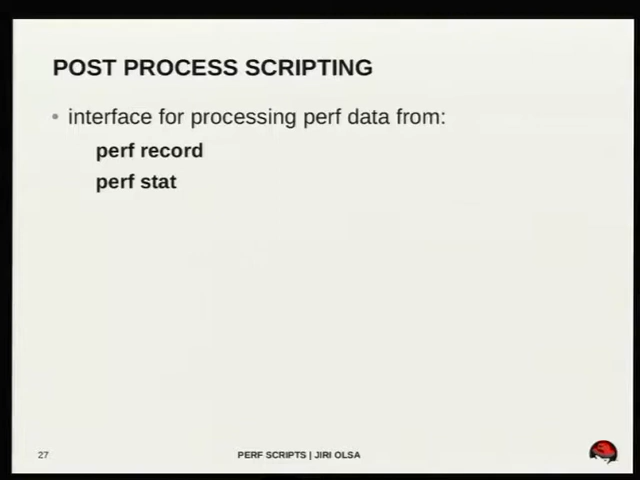 POST PROCESS SCRIPTING
• interface for processing perf data from:
perf record
perf stat
27
PERF SCRIPTS | JIRI OLSA